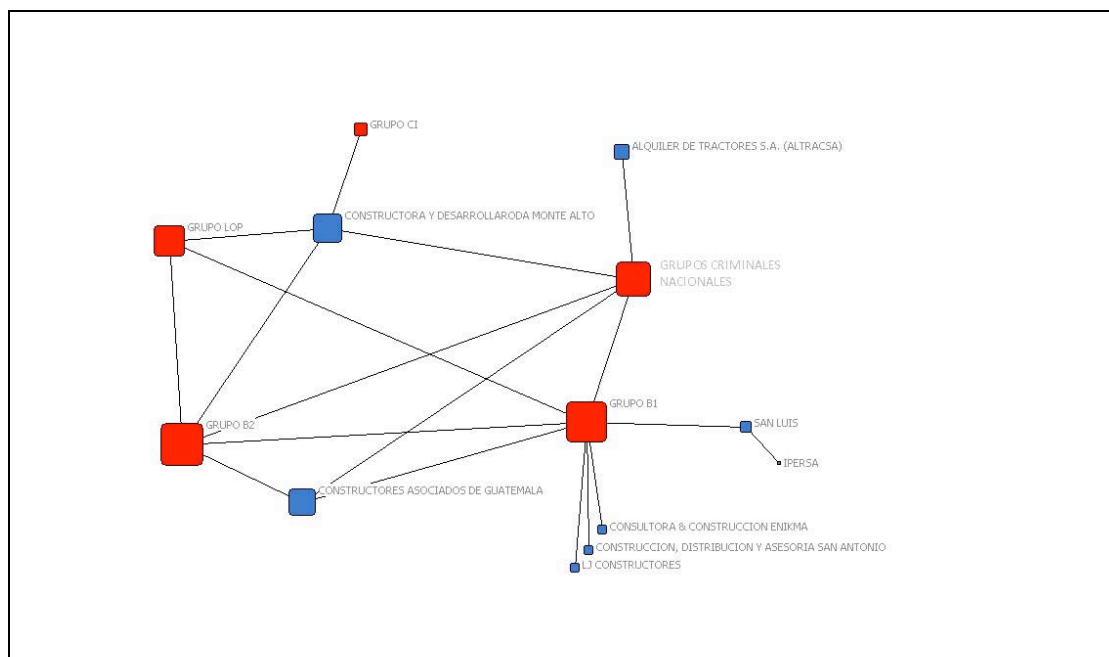 GRUPO CI
ALQUILER DE TRACTORES S.A. (ALTRACSA)
CONSTRUCTORA Y DESARROLLARODA MONTE ALTO
GRUPO LOP
GRUPOS CRIMINALES
NACIONALES
GRUPO B1
GRUPO B2
SAN LUIS
IPERSA
CONSTRUCTORES ASOCIADOS DE GUATEMALA
CONSULTORA & CONSTRUCCION ENIKMA
CONSTRUCCION, DISTRIBUCION Y ASESORIA SAN ANTONIO
LJ CONSTRUCTORES